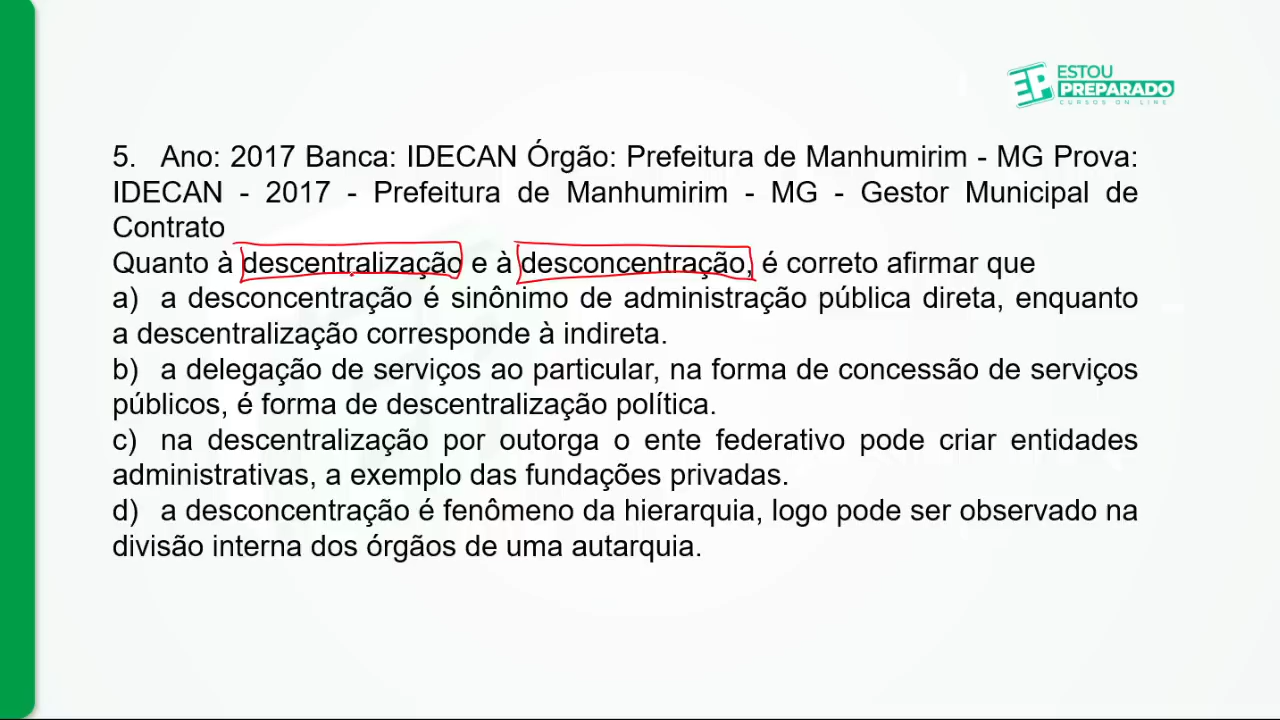 ESTOU
PREPARADO
CURSOS ON LINE
5. Ano: 2017 Banca: IDECAN Órgão: Prefeitura de Manhumirim - MG Prova:
IDECAN - 2017 - Prefeitura de Manhumirim - MG - Gestor Municipal de
Contrato
Quanto à descentralização e à desconcentração, é correto afirmar que
a) a desconcentração é sinônimo de administração pública direta, enquanto
a descentralização corresponde à indireta.
b) a delegação de serviços ao particular, na forma de concessão de serviços
públicos, é forma de descentralização política.
c) na descentralização por outorga o ente federativo pode criar entidades
administrativas, a exemplo das fundações privadas.
d) a desconcentração é fenômeno da hierarquia, logo pode ser observado na
divisão interna dos órgãos de uma autarquia.